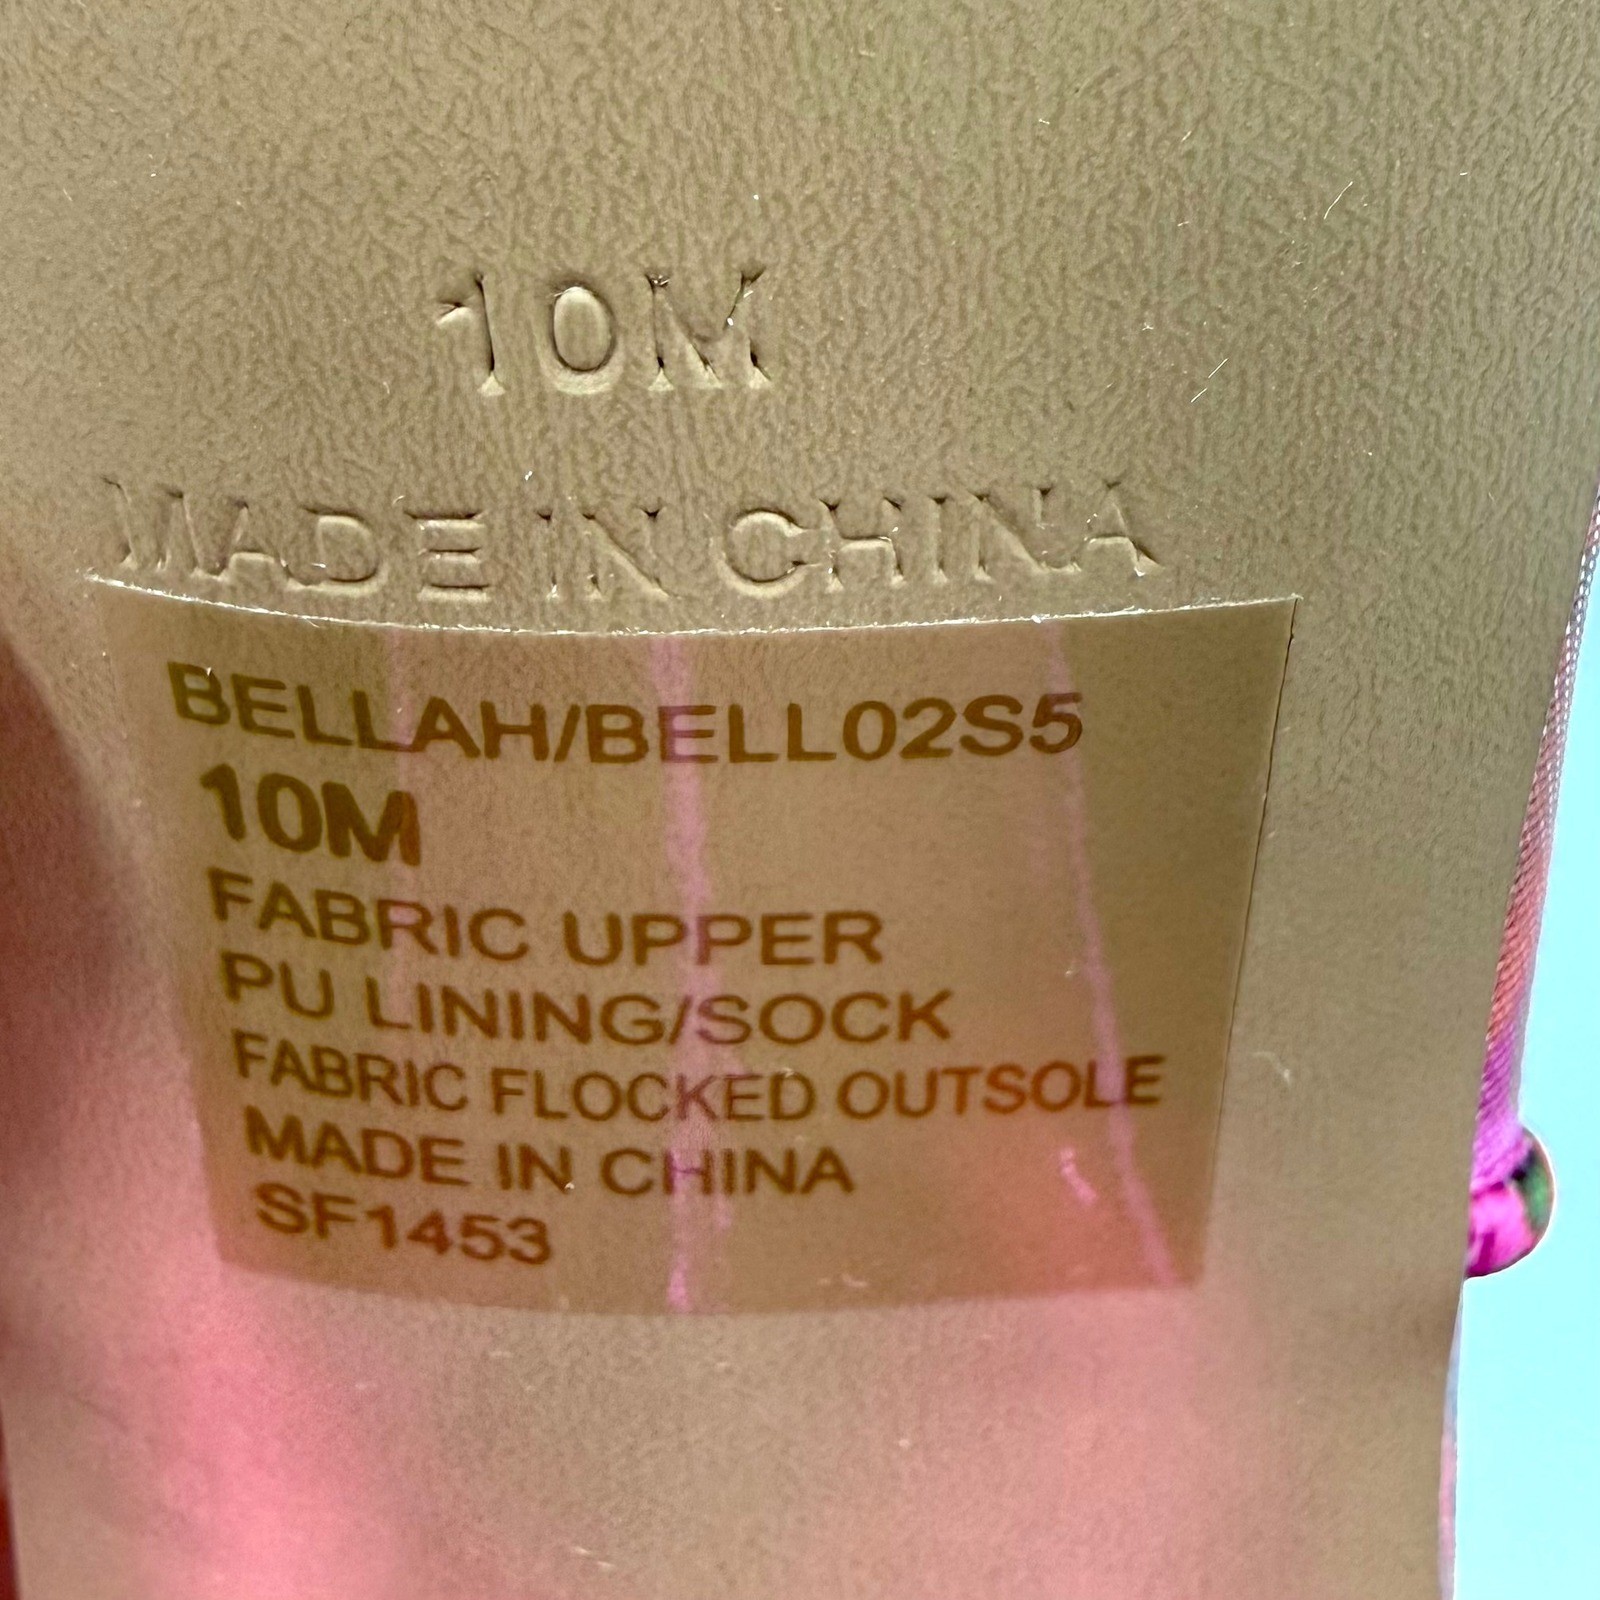 10M
MADE IN CHINA
BELLAH/BELL02S5
10M
FABRIC UPPER
PU LINING/SOCK
FABRIC FLOCKED OUTSOLE
MADE IN CHINA
SF1453